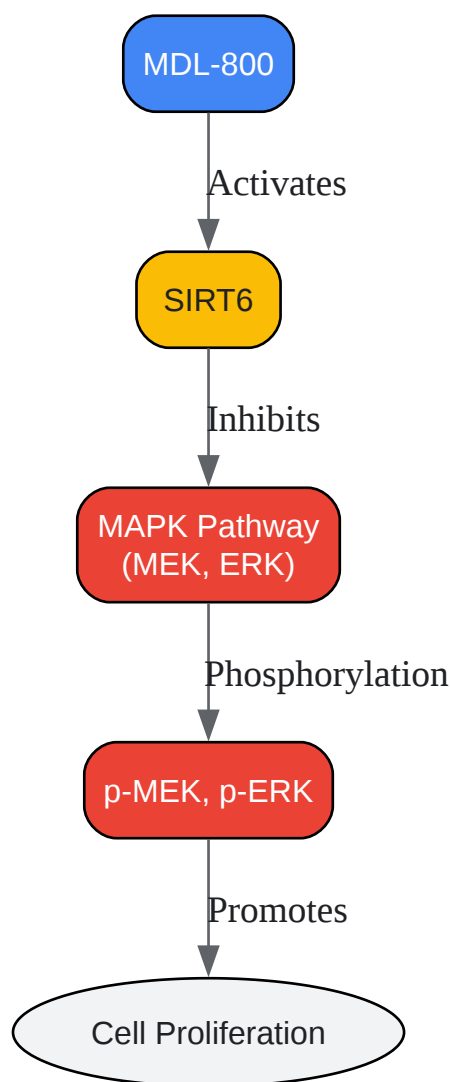 MDL-800
Activates
SIRT6
Inhibits
MAPK Pathway
(MEK, ERK)
Phosphorylation
p-MEK, p-ERK
Promotes
Cell Proliferation